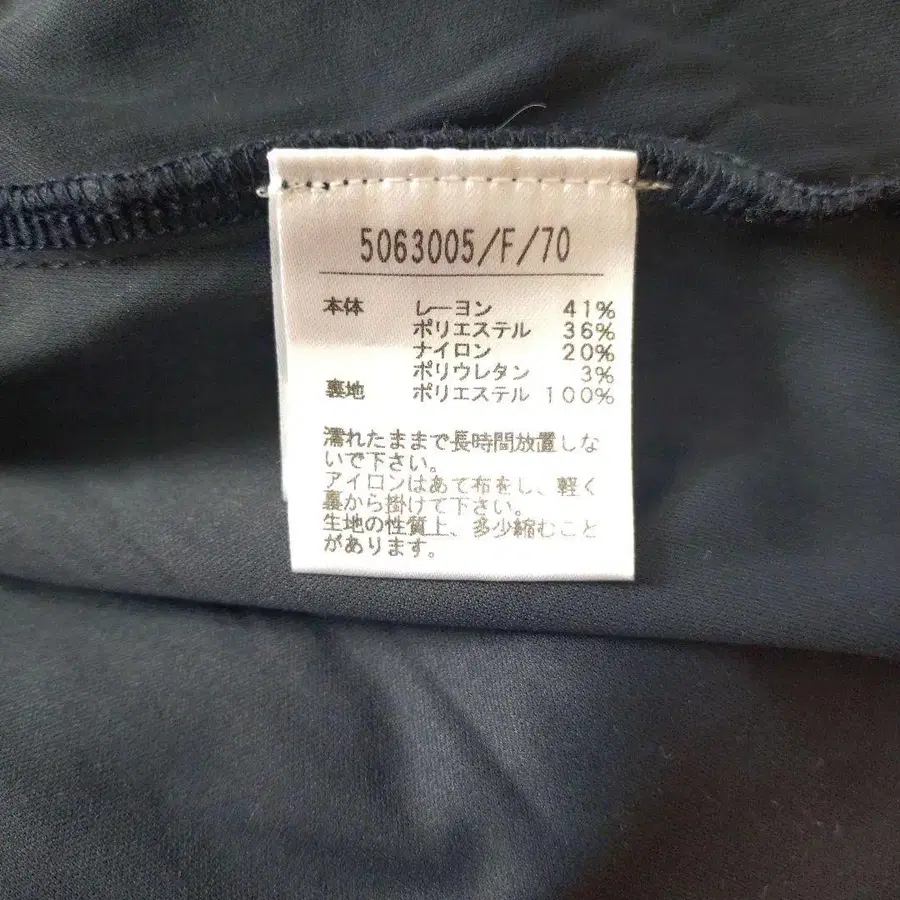 5063005/F/70
本体 レーヨン 41%
ポリエステル 36%
ナイロン 20%
ポリウレタン 3%
裏地 ポリエステル 100%
濡れたままで長時間放置しな
いで下さい。
アイロンはあて布をし、軽く
裏から掛けて下さい。
生地の性質上、多少縮むこと
があります。